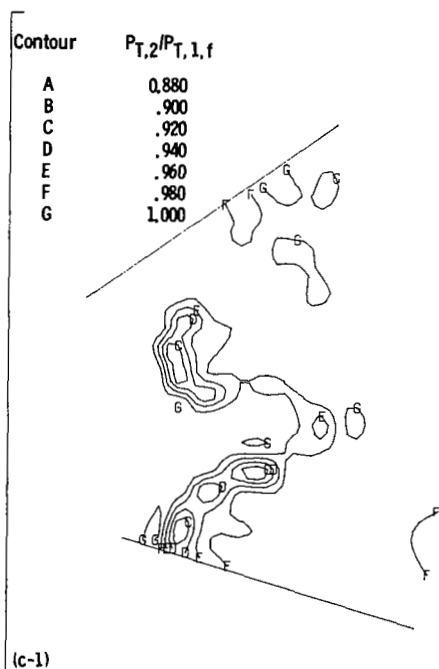 Contour P_T,2/P_T,1,f
A 0.880
B .900
C .920
D .940
E .960
F .980
G 1.000
F
F
G
G
G
G
E
G
G
E
G
G
F
F
F
(c-1)